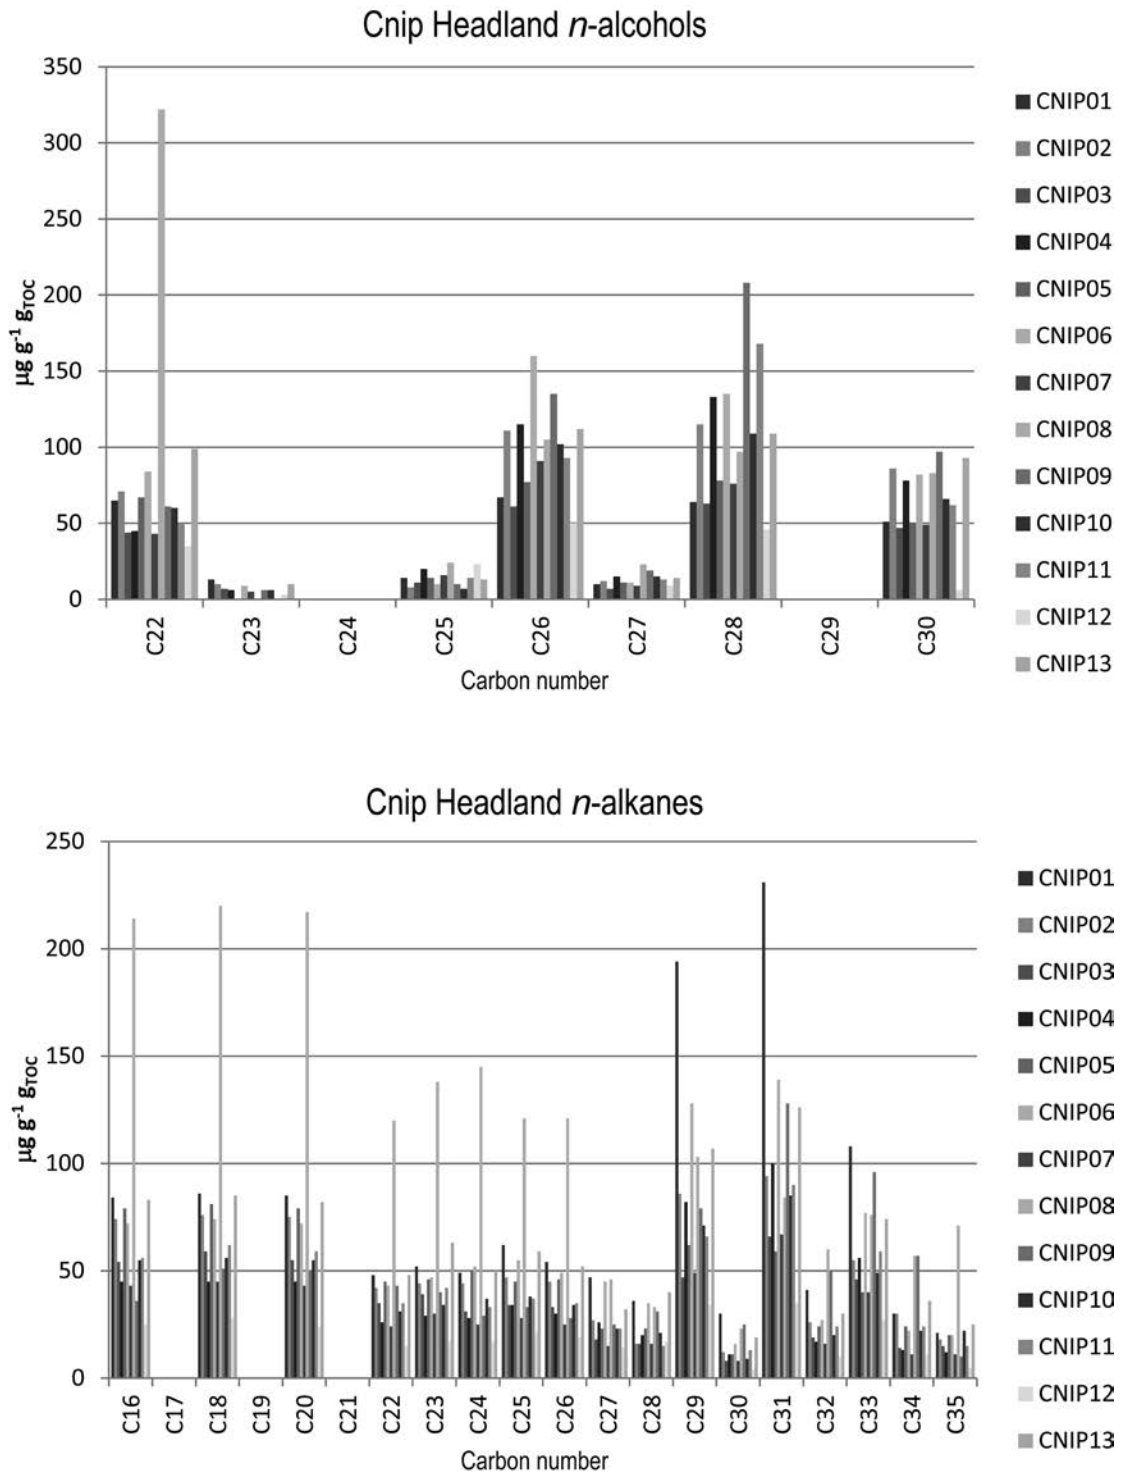 Cnip Headland n-alcohols
350
300
250
200
150
100
50
0
µg g-1 gTOC
C22 C23 C24 C25 C26 C27 C28 C29 C30
Carbon number
CNIP01
CNIP02
CNIP03
CNIP04
CNIP05
CNIP06
CNIP07
CNIP08
CNIP09
CNIP10
CNIP11
CNIP12
CNIP13
Cnip Headland n-alkanes
250
200
150
100
50
0
µg g-1 gTOC
C16 C17 C18 C19 C20 C21 C22 C23 C24 C25 C26 C27 C28 C29 C30 C31 C32 C33 C34 C35
Carbon number
CNIP01
CNIP02
CNIP03
CNIP04
CNIP05
CNIP06
CNIP07
CNIP08
CNIP09
CNIP10
CNIP11
CNIP12
CNIP13